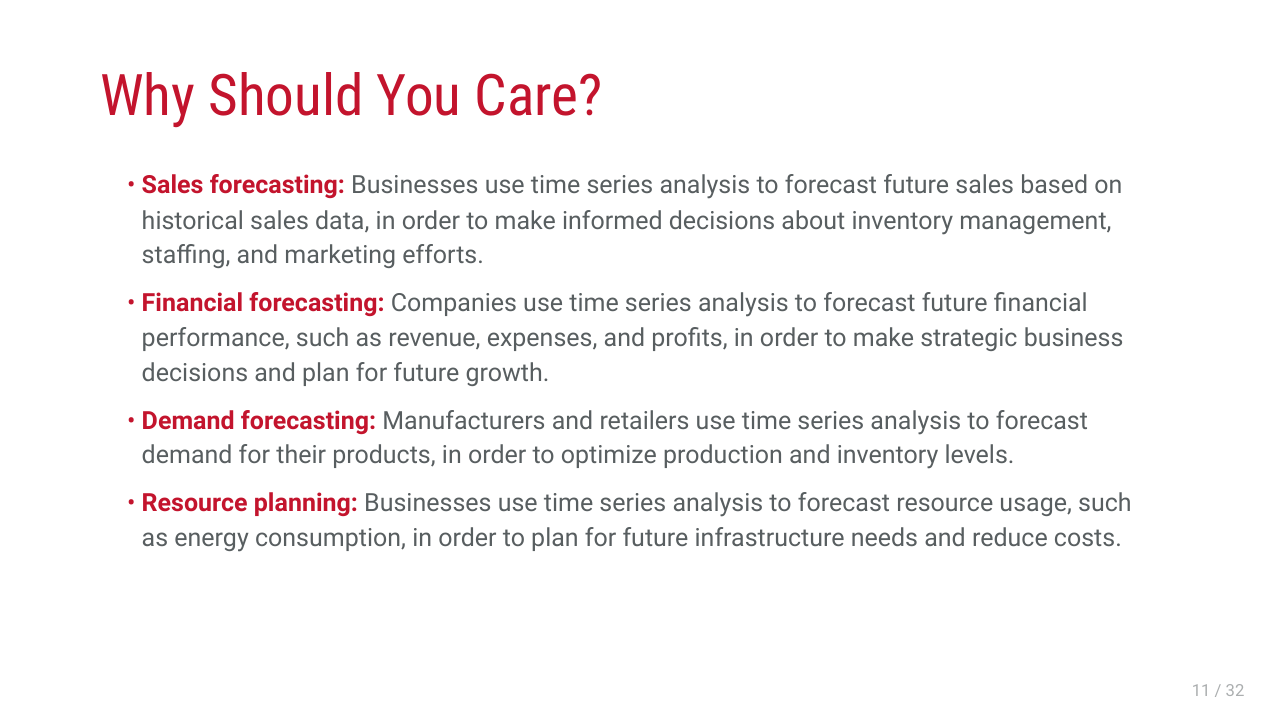 Why Should You Care?
• Sales forecasting: Businesses use time series analysis to forecast future sales based on
historical sales data, in order to make informed decisions about inventory management,
staffing, and marketing efforts.
• Financial forecasting: Companies use time series analysis to forecast future financial
performance, such as revenue, expenses, and profits, in order to make strategic business
decisions and plan for future growth.
• Demand forecasting: Manufacturers and retailers use time series analysis to forecast
demand for their products, in order to optimize production and inventory levels.
• Resource planning: Businesses use time series analysis to forecast resource usage, such
as energy consumption, in order to plan for future infrastructure needs and reduce costs.
11 / 32